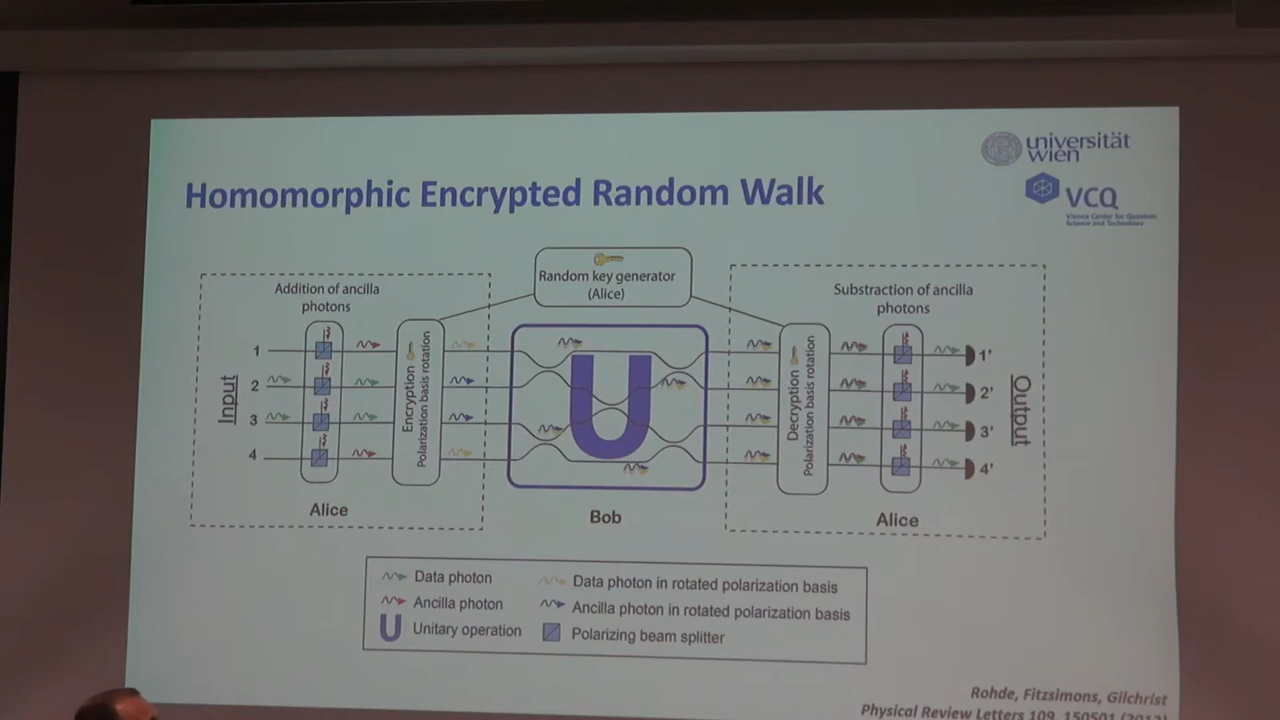 universität
wien
VCQ
Vienna Center for Quantum
Science and Technology
Homomorphic Encrypted Random Walk
Random key generator
(Alice)
Addition of ancilla
photons
Substraction of ancilla
photons
Input
1
2
3
4
Encryption
Polarization basis rotation
U
Decryption
Polarization basis rotation
1'
2'
3'
4'
Output
Alice
Bob
Alice
Data photon
Data photon in rotated polarization basis
Ancilla photon
Ancilla photon in rotated polarization basis
U
Unitary operation
Polarizing beam splitter
Rohde, Fitzsimons, Gilchrist
Physical Review Letters 109, 150501 (2012)